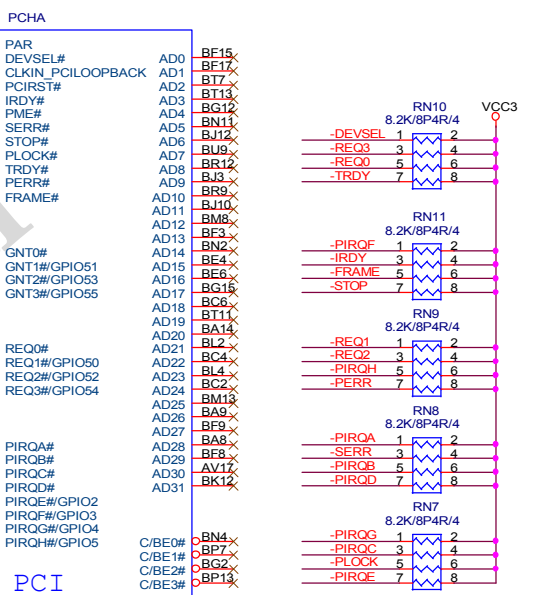 PCHA
PAR
DEVSEL#
CLKIN_PCILOOPBACK
PCIRST#
IRDY#
PME#
SERR#
STOP#
PLOCK#
TRDY#
PERR#
FRAME#
GNT0#
GNT1#/GPIO51
GNT2#/GPIO53
GNT3#/GPIO55
REQ0#
REQ1#/GPIO50
REQ2#/GPIO52
REQ3#/GPIO54
PIRQA#
PIRQB#
PIRQC#
PIRQD#
PIRQE#/GPIO2
PIRQF#/GPIO3
PIRQG#/GPIO4
PIRQH#/GPIO5
PCI
AD0 BF15
AD1 BF17
AD2 BT7
AD3 BT13
AD4 BG12
AD5 BN11
AD6 BJ12
AD7 BU9
AD8 BR12
AD9 BJ3
AD10 BR9
AD11 BJ10
AD12 BM8
AD13 BF3
AD14 BN2
AD15 BE4
AD16 BE6
AD17 BG15
AD18 BC6
AD19 BT11
AD20 BA14
AD21 BL2
AD22 BC4
AD23 BL4
AD24 BC2
AD25 BM13
AD26 BA9
AD27 BF9
AD28 BA8
AD29 BF8
AD30 AV17
AD31 BK12
C/BE0# BN4
C/BE1# BP7
C/BE2# BG2
C/BE3# BP13
VCC3
RN10
8.2K/8P4R/4
-DEVSEL 1 2
-REQ3 3 4
-REQ0 5 6
-TRDY 7 8
RN11
8.2K/8P4R/4
-PIRQF 1 2
-IRDY 3 4
-FRAME 5 6
-STOP 7 8
RN9
8.2K/8P4R/4
-REQ1 1 2
-REQ2 3 4
-PIRQH 5 6
-PERR 7 8
RN8
8.2K/8P4R/4
-PIRQA 1 2
-SERR 3 4
-PIRQB 5 6
-PIRQD 7 8
RN7
8.2K/8P4R/4
-PIRQG 1 2
-PIRQC 3 4
-PLOCK 5 6
-PIRQE 7 8